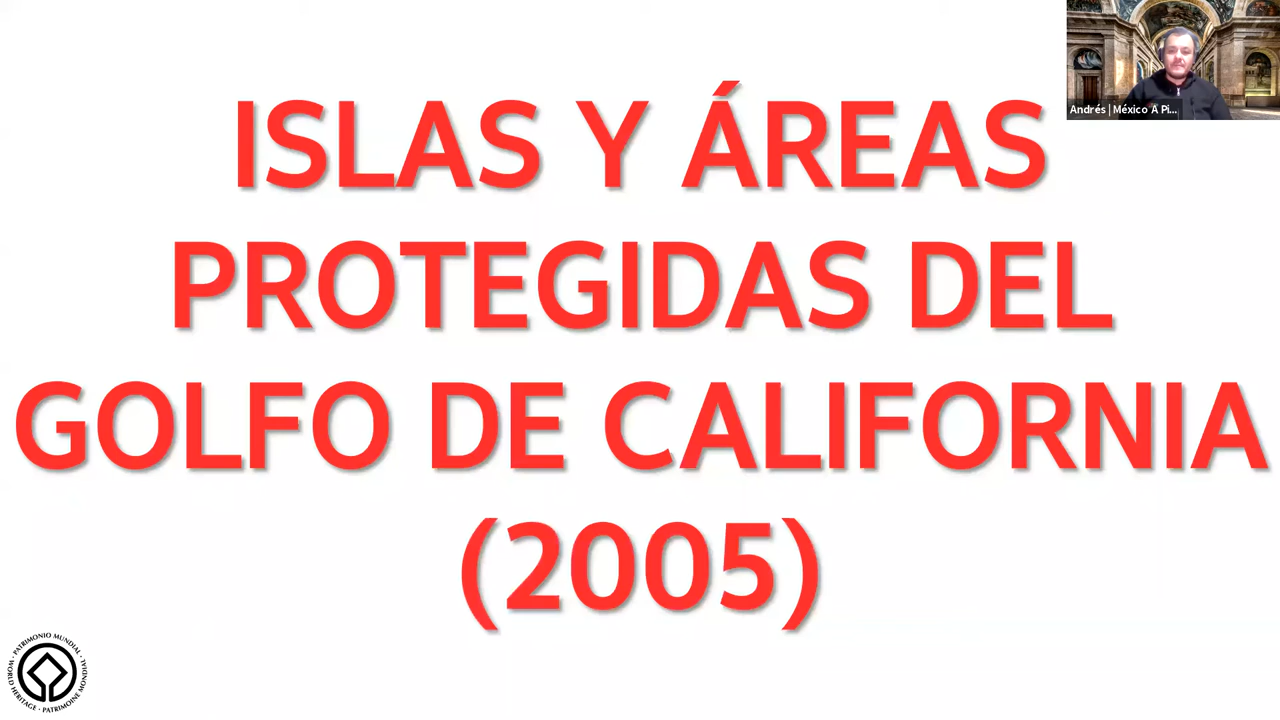 ISLAS Y ÁREAS
PROTEGIDAS DEL
GOLFO DE CALIFORNIA
(2005)
Andrés | México A Pi...
· PATRIMONIO MUNDIAL · WORLD HERITAGE · PATRIMOINE MONDIAL